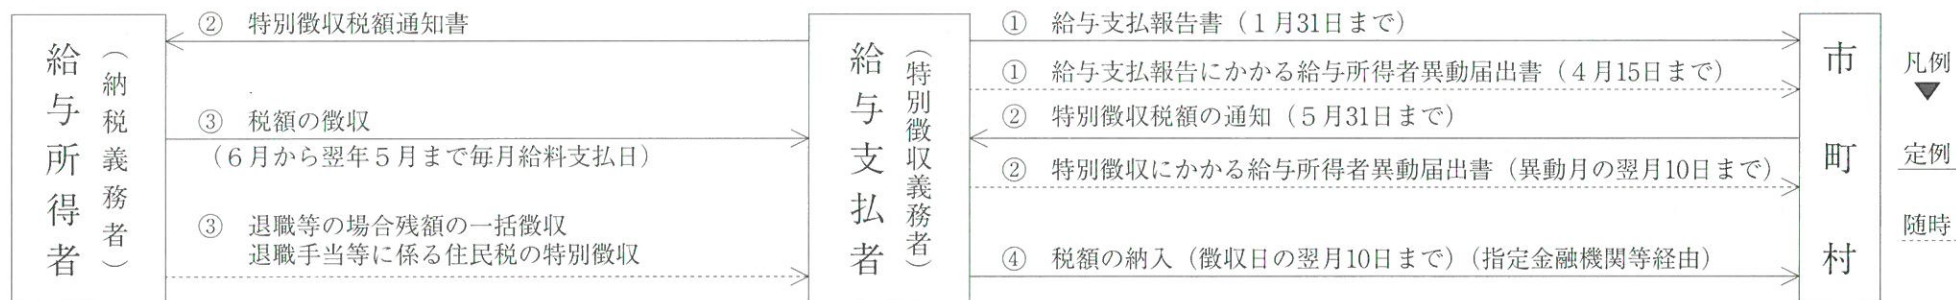 給与所得者
（納税義務者）
② 特別徴収税額通知書
③ 税額の徴収
（6月から翌年5月まで毎月給料支払日）
③ 退職等の場合残額の一括徴収
退職手当等に係る住民税の特別徴収
給与支払者
（特別徴収義務者）
① 給与支払報告書（1月31日まで）
① 給与支払報告にかかる給与所得者異動届出書（4月15日まで）
② 特別徴収税額の通知（5月31日まで）
② 特別徴収にかかる給与所得者異動届出書（異動月の翌月10日まで）
④ 税額の納入（徴収日の翌月10日まで）（指定金融機関等経由）
市町村
凡例
▼
定例
随時